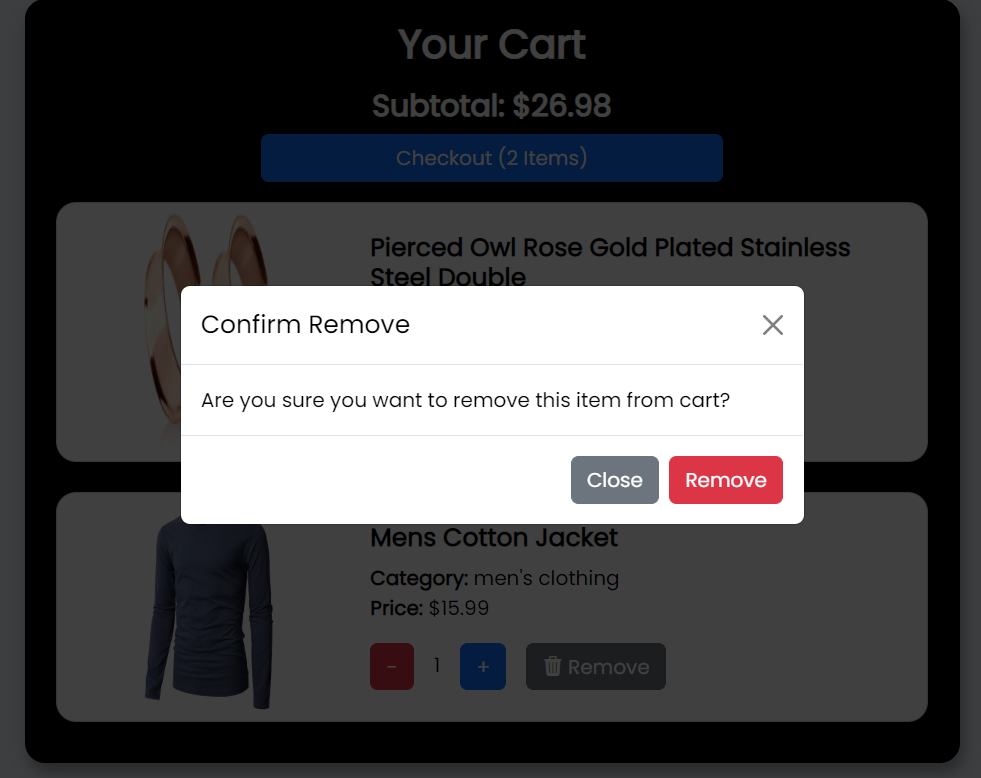 Your Cart
Subtotal: $26.98
Checkout (2 Items)
Pierced Owl Rose Gold Plated Stainless
Steel Double
Confirm Remove
Are you sure you want to remove this item from cart?
Close Remove
Mens Cotton Jacket
Category: men's clothing
Price: $15.99
- 1 + Remove